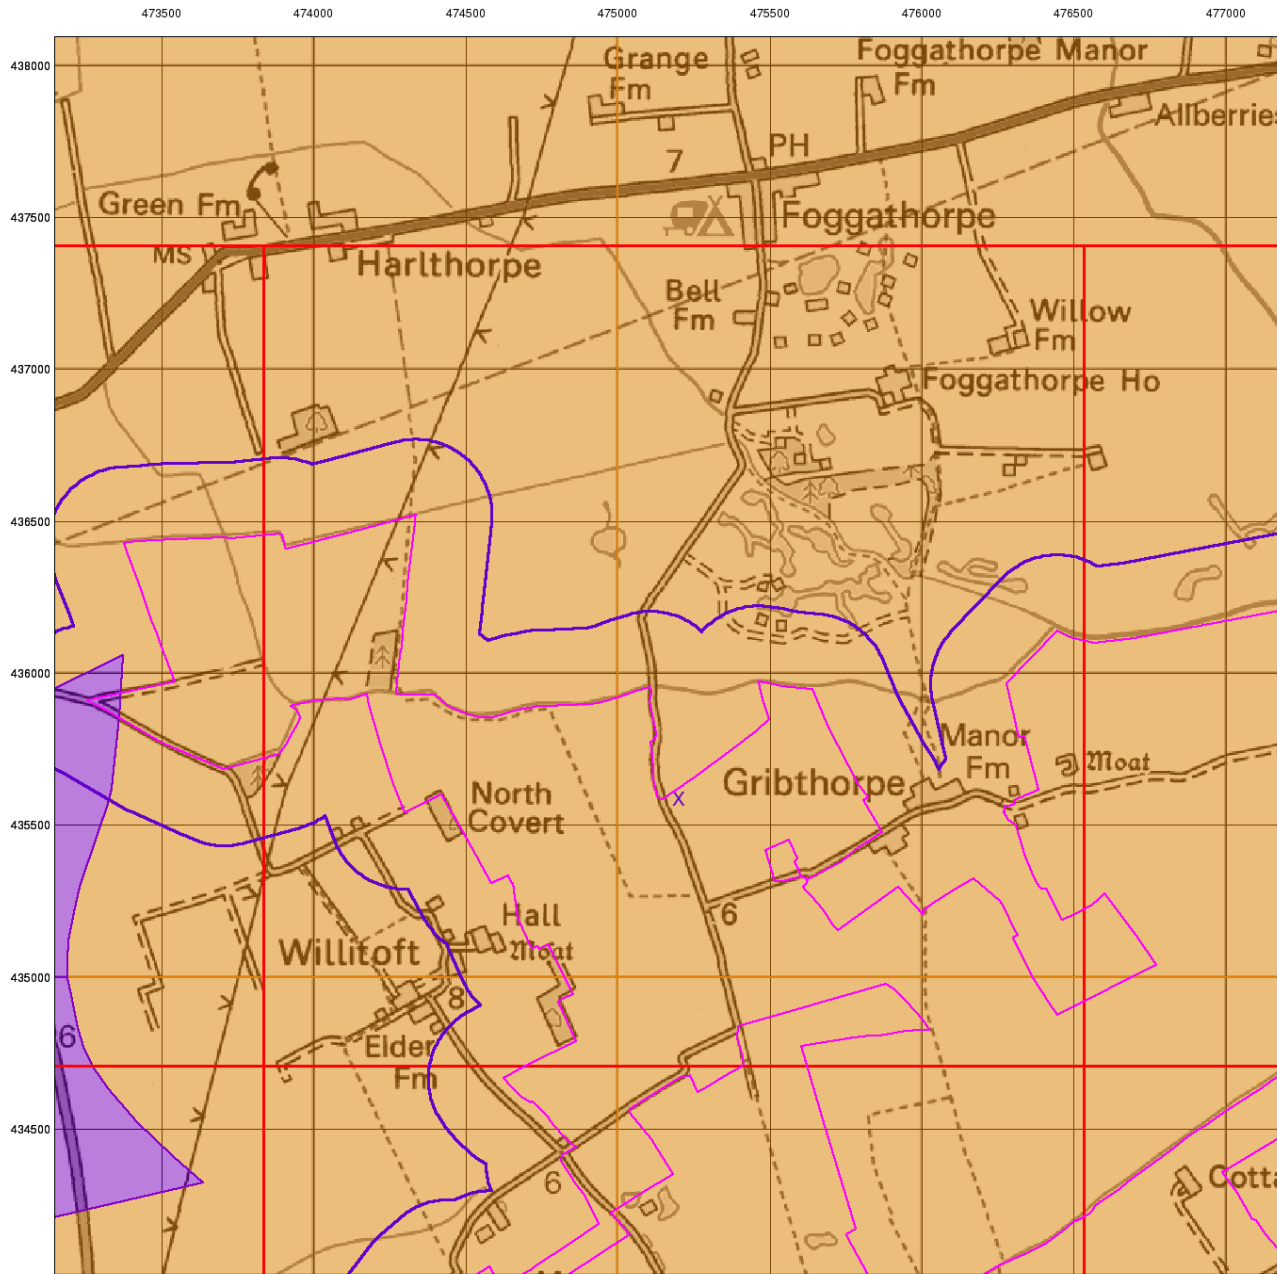 473500 474000 474500 475000 475500 476000 476500 477000
438000
Grange
Fm
Foggathorpe Manor
Fm
Allberries
7
PH
437500
Green Fm
Foggathorpe
MS
Harlthorpe
Bell
Fm
Willow
Fm
437000
Foggathorpe Ho
436500
436000
Manor
Fm
Moat
Gribthorpe
North
Covert
X
435500
6
Hall
Moat
Willitoft
435000
8
6
Elder
Fm
434500
6
Cotta